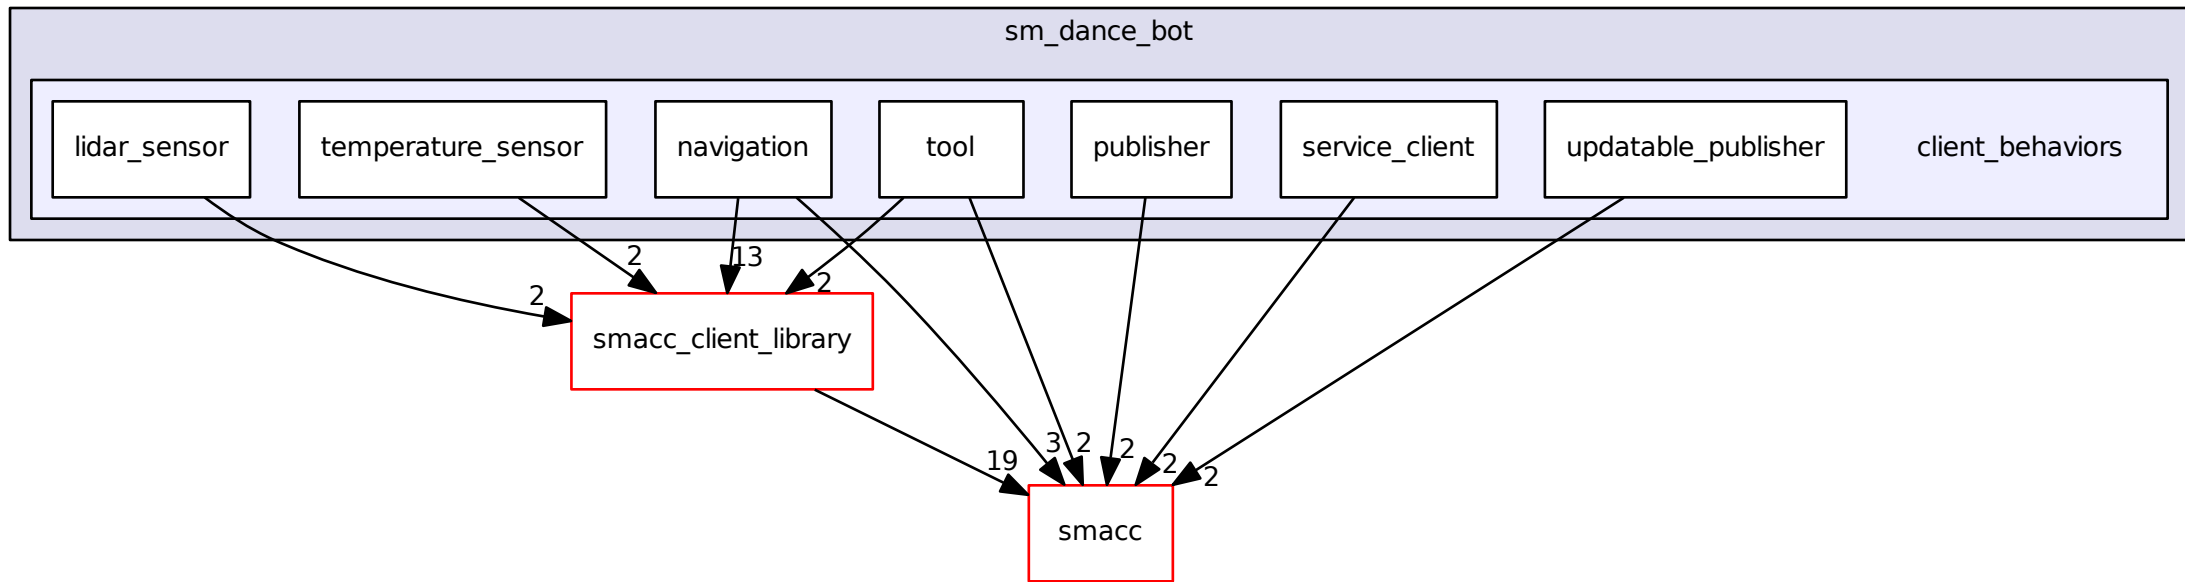 sm_dance_bot
lidar_sensor
temperature_sensor
navigation
tool
publisher
service_client
updatable_publisher
client_behaviors
2
13
2
2
smacc_client_library
19
3
2
2
2
2
smacc